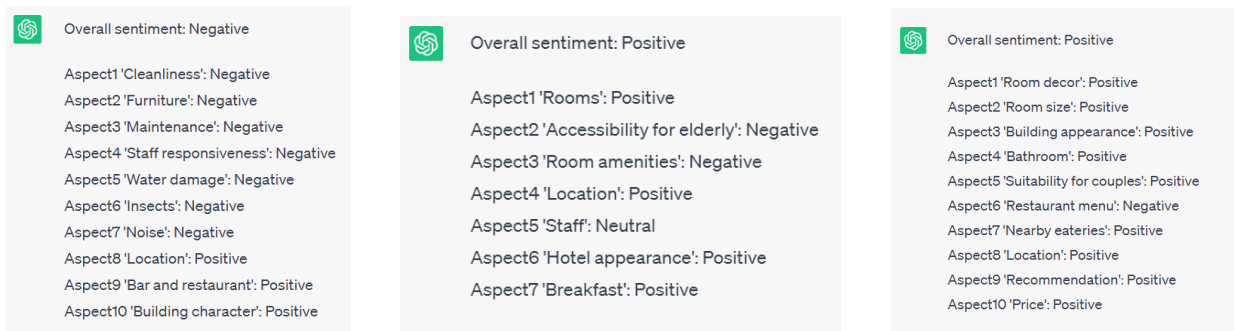 Overall sentiment: Negative
Aspect1 'Cleanliness': Negative
Aspect2 'Furniture': Negative
Aspect3 'Maintenance': Negative
Aspect4 'Staff responsiveness': Negative
Aspect5 'Water damage': Negative
Aspect6 'Insects': Negative
Aspect7 'Noise': Negative
Aspect8 'Location': Positive
Aspect9 'Bar and restaurant': Positive
Aspect10 'Building character': Positive
Overall sentiment: Positive
Aspect1 'Rooms': Positive
Aspect2 'Accessibility for elderly': Negative
Aspect3 'Room amenities': Negative
Aspect4 'Location': Positive
Aspect5 'Staff': Neutral
Aspect6 'Hotel appearance': Positive
Aspect7 'Breakfast': Positive
Overall sentiment: Positive
Aspect1 'Room decor': Positive
Aspect2 'Room size': Positive
Aspect3 'Building appearance': Positive
Aspect4 'Bathroom': Positive
Aspect5 'Suitability for couples': Positive
Aspect6 'Restaurant menu': Negative
Aspect7 'Nearby eateries': Positive
Aspect8 'Location': Positive
Aspect9 'Recommendation': Positive
Aspect10 'Price': Positive